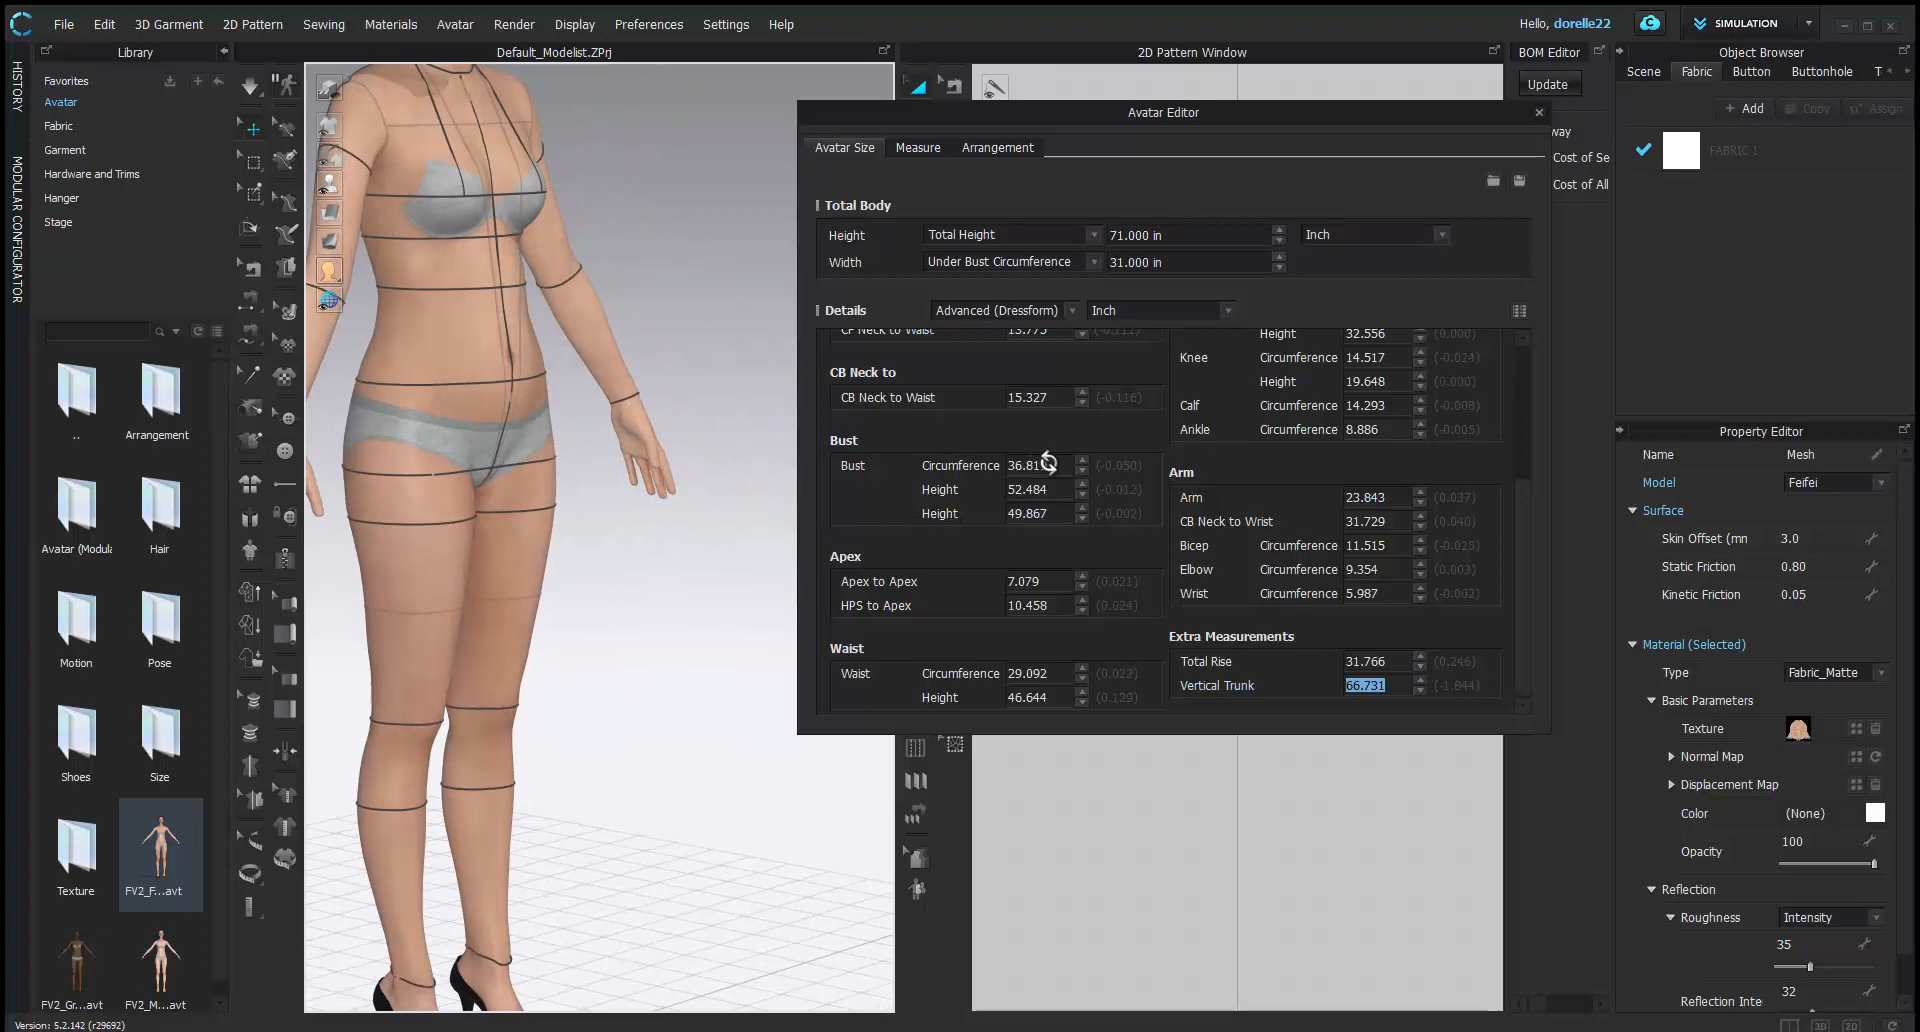 File Edit 3D Garment 2D Pattern Sewing Materials Avatar Render Display Preferences Settings Help
Hello, dorelle22
SIMULATION
Library
Default_Modelist.ZPrj
2D Pattern Window
BOM Editor
Object Browser
HISTORY
MODULAR CONFIGURATOR
Favorites
Avatar
Fabric
Garment
Hardware and Trims
Hanger
Stage
..
Arrangement
Avatar (Modula
Hair
Motion
Pose
Shoes
Size
Texture
FV2_F...avt
FV2_Gr...avt
FV2_M...avt
Version: 5.2.142 (r29692)
Avatar Editor
Avatar Size Measure Arrangement
Total Body
Height Total Height 71.000 in Inch
Width Under Bust Circumference 31.000 in
Details Advanced (Dressform) Inch
CF Neck to Waist 13.775 (-0.111)
CB Neck to
CB Neck to Waist 15.327 (-0.116)
Bust
Bust Circumference 36.81 (-0.050)
Height 52.484 (-0.012)
Height 49.867 (-0.002)
Apex
Apex to Apex 7.079 (0.021)
HPS to Apex 10.458 (0.024)
Waist
Waist Circumference 29.092 (0.022)
Height 46.644 (0.129)
Height 32.556 (0.000)
Knee Circumference 14.517 (-0.024)
Height 19.648 (0.000)
Calf Circumference 14.293 (-0.008)
Ankle Circumference 8.886 (-0.005)
Arm
Arm 23.843 (0.037)
CB Neck to Wrist 31.729 (0.040)
Bicep Circumference 11.515 (-0.025)
Elbow Circumference 9.354 (0.003)
Wrist Circumference 5.987 (-0.002)
Extra Measurements
Total Rise 31.766 (0.246)
Vertical Trunk 66.731 (-1.844)
Update
way
Cost of Se
Cost of All
Scene Fabric Button Buttonhole T
+ Add Copy Assign
FABRIC 1
Property Editor
Name Mesh
Model Feifei
Surface
Skin Offset (mn 3.0
Static Friction 0.80
Kinetic Friction 0.05
Material (Selected)
Type Fabric_Matte
Basic Parameters
Texture
Normal Map
Displacement Map
Color (None)
Opacity 100
Reflection
Roughness Intensity
35
Reflection Inte 32
3D 2D